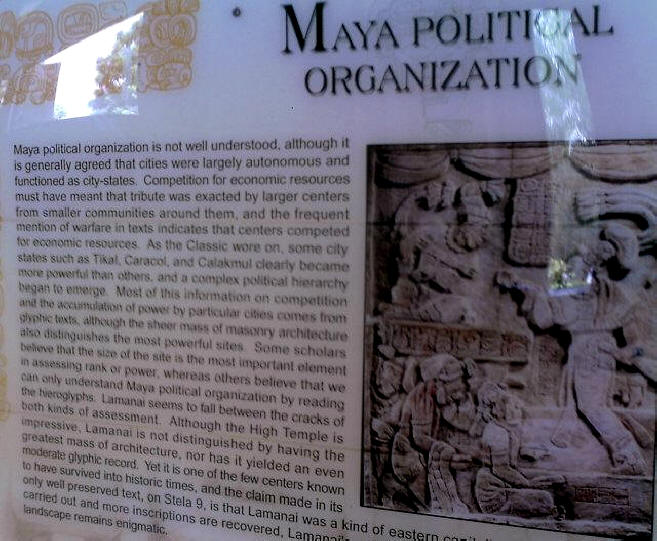 MAYA POLITICAL
ORGANIZATION
Maya political organization is not well understood, although it
is generally agreed that cities were largely autonomous and
functioned as city-states. Competition for economic resources
must have meant that tribute was exacted by larger centers
from smaller communities around them, and the frequent
mention of warfare in texts indicates that centers competed
for economic resources. As the Classic wore on, some city
states such as Tikal, Caracol, and Calakmul clearly became
more powerful than others, and a complex political hierarchy
began to emerge. Most of this information on competition
and the accumulation of power by particular cities comes from
glyphic texts, although the sheer mass of masonry architecture
also distinguishes the most powerful sites. Some scholars
believe that the size of the site is the most important element
in assessing rank or power, whereas others believe that we
can only understand Maya political organization by reading
the hieroglyphs. Lamanai seems to fall between the cracks of
both kinds of assessment. Although the High Temple is
impressive, Lamanai is not distinguished by having the
greatest mass of architecture, nor has it yielded an even
moderate glyphic record. Yet it is one of the few centers known
to have survived into historic times, and the claim made in its
only well preserved text, on Stela 9, is that Lamanai was a kind of eastern
carried out and more inscriptions are recovered, Lamanai's
landscape remains enigmatic.